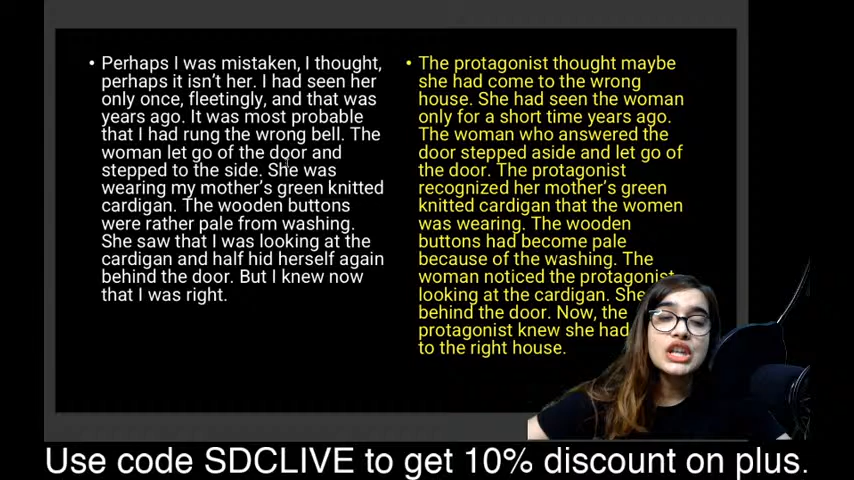 • Perhaps I was mistaken, I thought,
perhaps it isn't her. I had seen her
only once, fleetingly, and that was
years ago. It was most probable
that I had rung the wrong bell. The
woman let go of the door and
stepped to the side. She was
wearing my mother's green knitted
cardigan. The wooden buttons
were rather pale from washing.
She saw that I was looking at the
cardigan and half hid herself again
behind the door. But I knew now
that I was right.
• The protagonist thought maybe
she had come to the wrong
house. She had seen the woman
only for a short time years ago.
The woman who answered the
door stepped aside and let go of
the door. The protagonist
recognized her mother's green
knitted cardigan that the women
was wearing. The wooden
buttons had become pale
because of the washing. The
woman noticed the protagonist
looking at the cardigan. She
behind the door. Now, the
protagonist knew she had
to the right house.
Use code SDCLIVE to get 10% discount on plus.